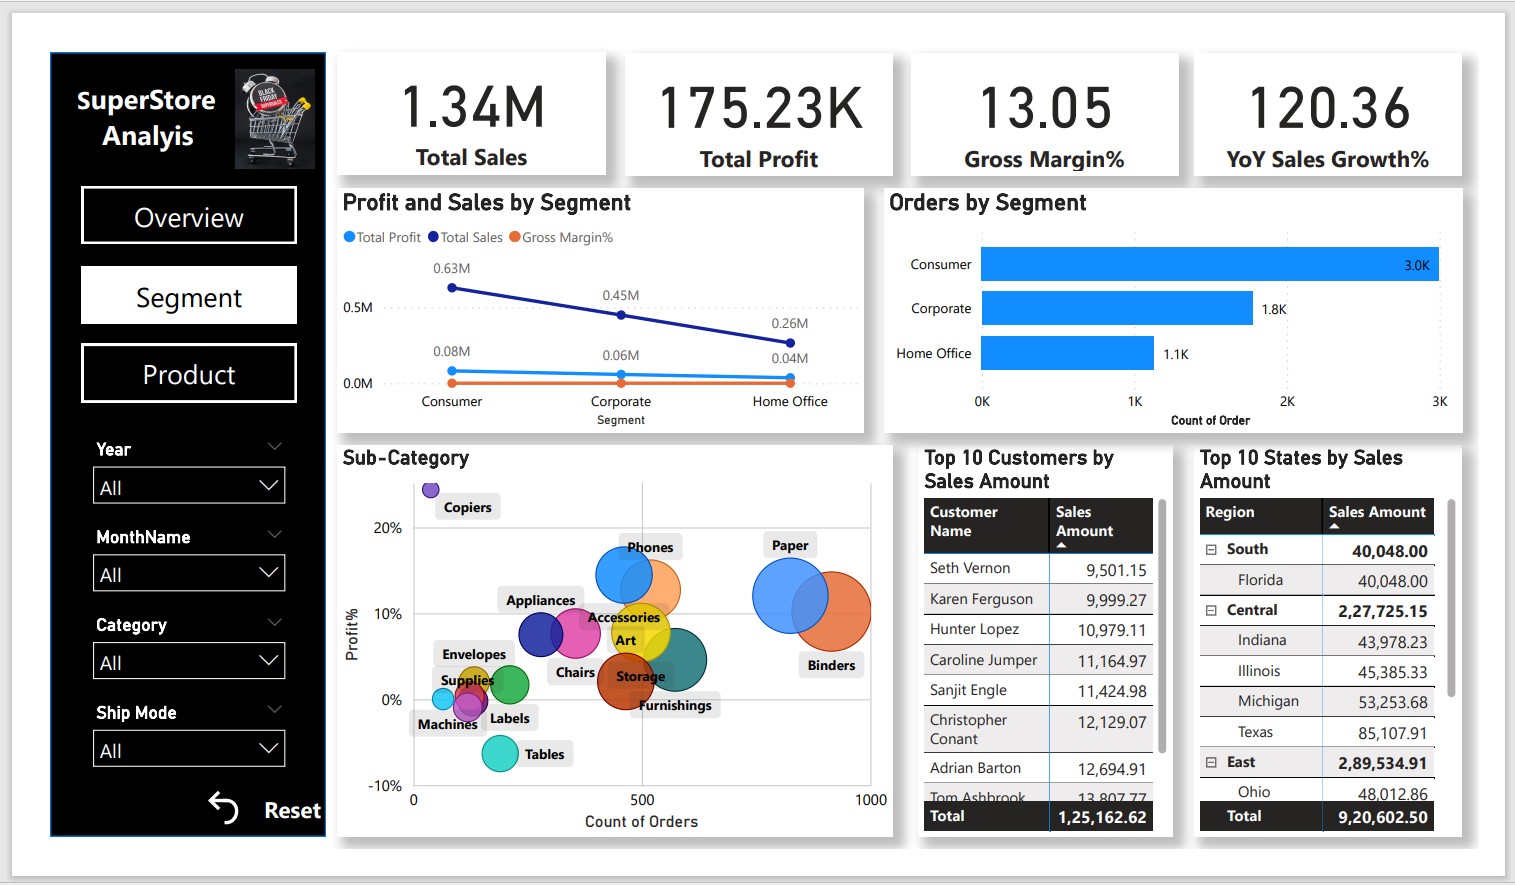 SuperStore
Analyis
BLACK
FRIDAY
Overview
Segment
Product
Year
All
MonthName
All
Category
All
Ship Mode
All
Reset
1.34M
Total Sales
175.23K
Total Profit
13.05
Gross Margin%
120.36
YoY Sales Growth%
Profit and Sales by Segment
Total Profit Total Sales Gross Margin%
0.63M
0.45M
0.26M
0.5M
0.08M
0.06M
0.04M
0.0M
Consumer Corporate Home Office
Segment
Orders by Segment
Consumer 3.0K
Corporate 1.8K
Home Office 1.1K
0K 1K 2K 3K
Count of Order
Sub-Category
Profit%
20%
10%
0%
-10%
Copiers
Phones
Paper
Appliances
Accessories
Art
Envelopes
Binders
Chairs
Supplies
Storage
Furnishings
Labels
Machines
Tables
0 500 1000
Count of Orders
Top 10 Customers by
Sales Amount
Customer Name Sales Amount
Seth Vernon 9,501.15
Karen Ferguson 9,999.27
Hunter Lopez 10,979.11
Caroline Jumper 11,164.97
Sanjit Engle 11,424.98
Christopher Conant 12,129.07
Adrian Barton 12,694.91
Tom Ashbrook 13,807.77
Total 1,25,162.62
Top 10 States by Sales
Amount
Region Sales Amount
South 40,048.00
Florida 40,048.00
Central 2,27,725.15
Indiana 43,978.23
Illinois 45,385.33
Michigan 53,253.68
Texas 85,107.91
East 2,89,534.91
Ohio 48,012.86
Total 9,20,602.50